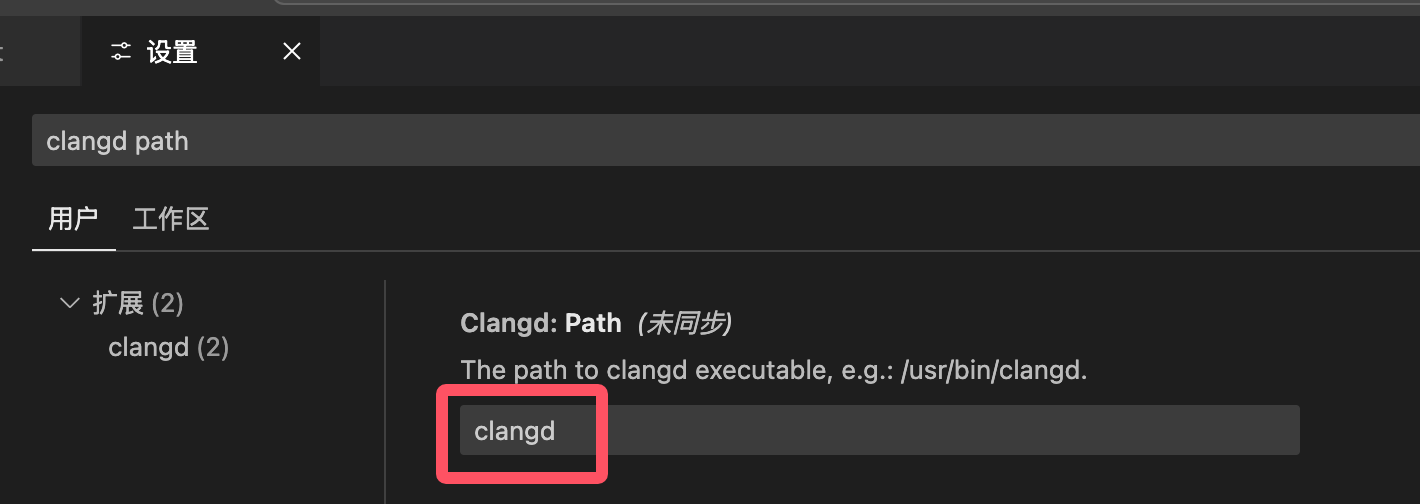 设置
clangd path
用户 工作区
扩展 (2)
clangd (2)
Clangd: Path (未同步)
The path to clangd executable, e.g.: /usr/bin/clangd.
clangd